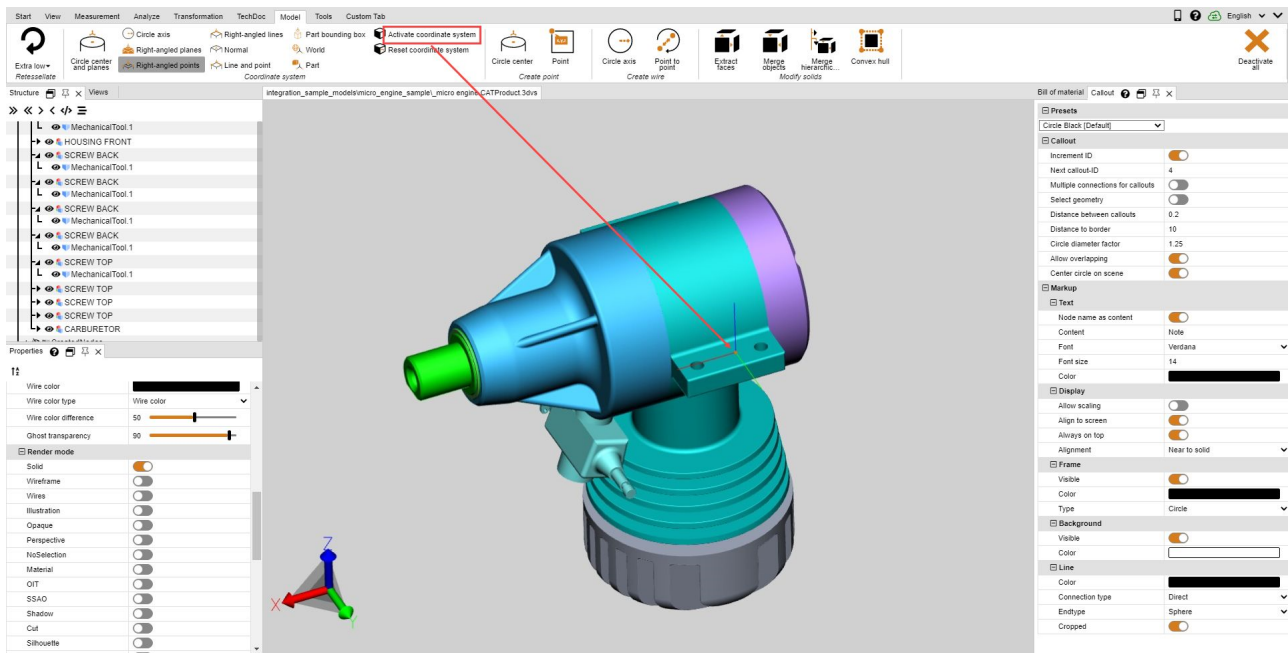 Start View Measurement Analyze Transformation TechDoc Model Tools Custom Tab
English
Extra low
Retessellate
Circle center and planes
Circle axis
Right-angled planes
Right-angled points
Right-angled lines
Normal
Line and point
Part bounding box
World
Part
Activate coordinate system
Reset coordinate system
Coordinate system
Circle center
Point
Create point
Circle axis
Point to point
Create wire
Extract faces
Merge objects
Merge hierarchic...
Convex hull
Modify solids
Deactivate all
Structure
Views
MechanicalTool.1
HOUSING FRONT
SCREW BACK
MechanicalTool.1
SCREW BACK
MechanicalTool.1
SCREW BACK
MechanicalTool.1
SCREW BACK
MechanicalTool.1
SCREW TOP
MechanicalTool.1
SCREW TOP
SCREW TOP
SCREW TOP
CARBURETOR
Properties
Wire color
Wire color type Wire color
Wire color difference 50
Ghost transparency 90
Render mode
Solid
Wireframe
Wires
Illustration
Opaque
Perspective
NoSelection
Material
OIT
SSAO
Shadow
Cut
Silhouette
integration_sample_models\micro_engine_sample\_micro engine.CATProduct.3dvs
Z
X
Y
Bill of material Callout
Presets
Circle Black [Default]
Callout
Increment ID
Next callout-ID 4
Multiple connections for callouts
Select geometry
Distance between callouts 0.2
Distance to border 10
Circle diameter factor 1.25
Allow overlapping
Center circle on scene
Markup
Text
Node name as content
Content Note
Font Verdana
Font size 14
Color
Display
Allow scaling
Align to screen
Always on top
Alignment Near to solid
Frame
Visible
Color
Type Circle
Background
Visible
Color
Line
Color
Connection type Direct
Endtype Sphere
Cropped